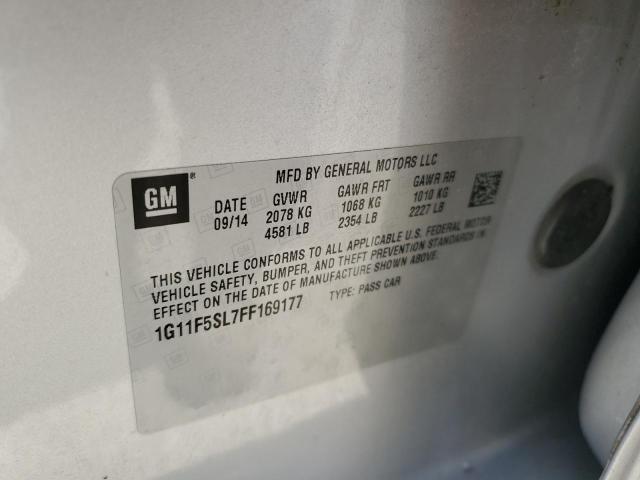 MFD BY GENERAL MOTORS LLC
GM ®
DATE GVWR GAWR FRT GAWR RR
09/14 2078 KG 1068 KG 1010 KG
4581 LB 2354 LB 2227 LB
THIS VEHICLE CONFORMS TO ALL APPLICABLE U.S. FEDERAL MOTOR
VEHICLE SAFETY, BUMPER, AND THEFT PREVENTION STANDARDS IN
EFFECT ON THE DATE OF MANUFACTURE SHOWN ABOVE.
1G11F5SL7FF169177 TYPE: PASS CAR